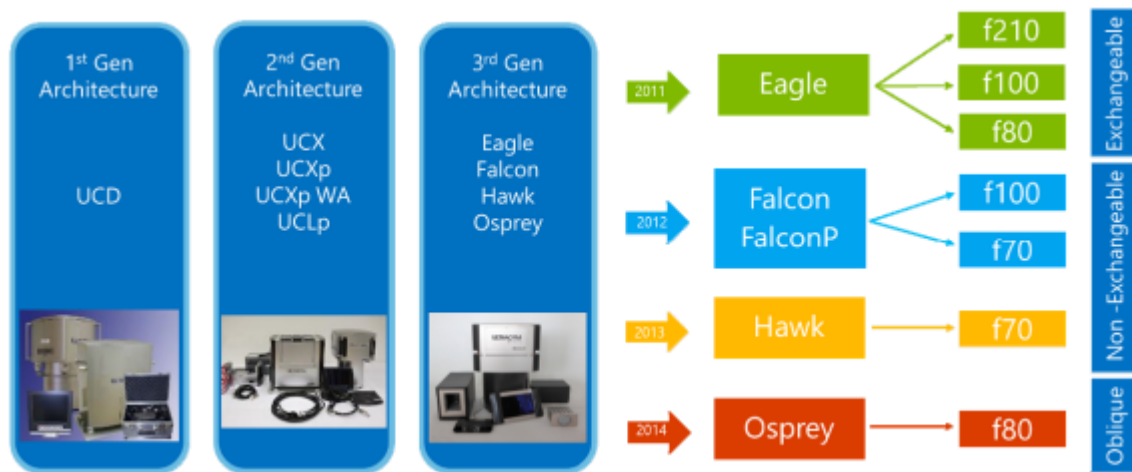 1st Gen
Architecture
UCD
2nd Gen
Architecture
UCX
UCXp
UCXp WA
UCLp
3rd Gen
Architecture
Eagle
Falcon
Hawk
Osprey
2011
Eagle
f210
f100
f80
Exchangeable
2012
Falcon
FalconP
f100
f70
2013
Hawk
f70
Non -Exchangeable
2014
Osprey
f80
Oblique